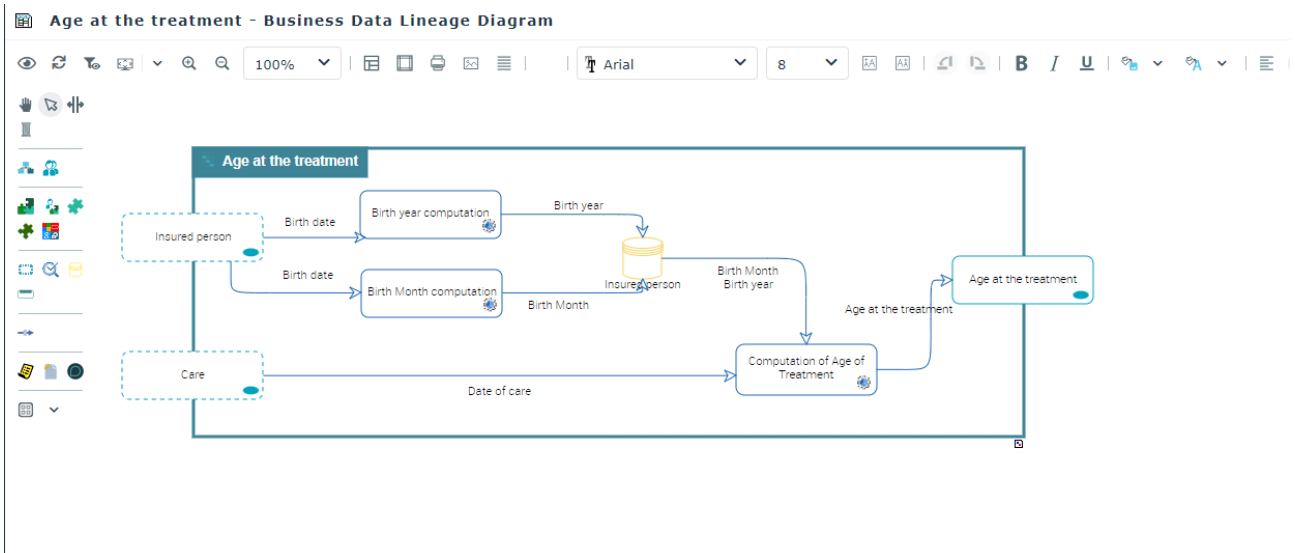 Age at the treatment - Business Data Lineage Diagram
100%
Arial
8
B I U
Age at the treatment
Birth year computation
Birth year
Birth date
Insured person
Birth date
Birth Month computation
Birth Month
Insured person
Birth Month
Birth year
Age at the treatment
Age at the treatment
Care
Date of care
Computation of Age of
Treatment